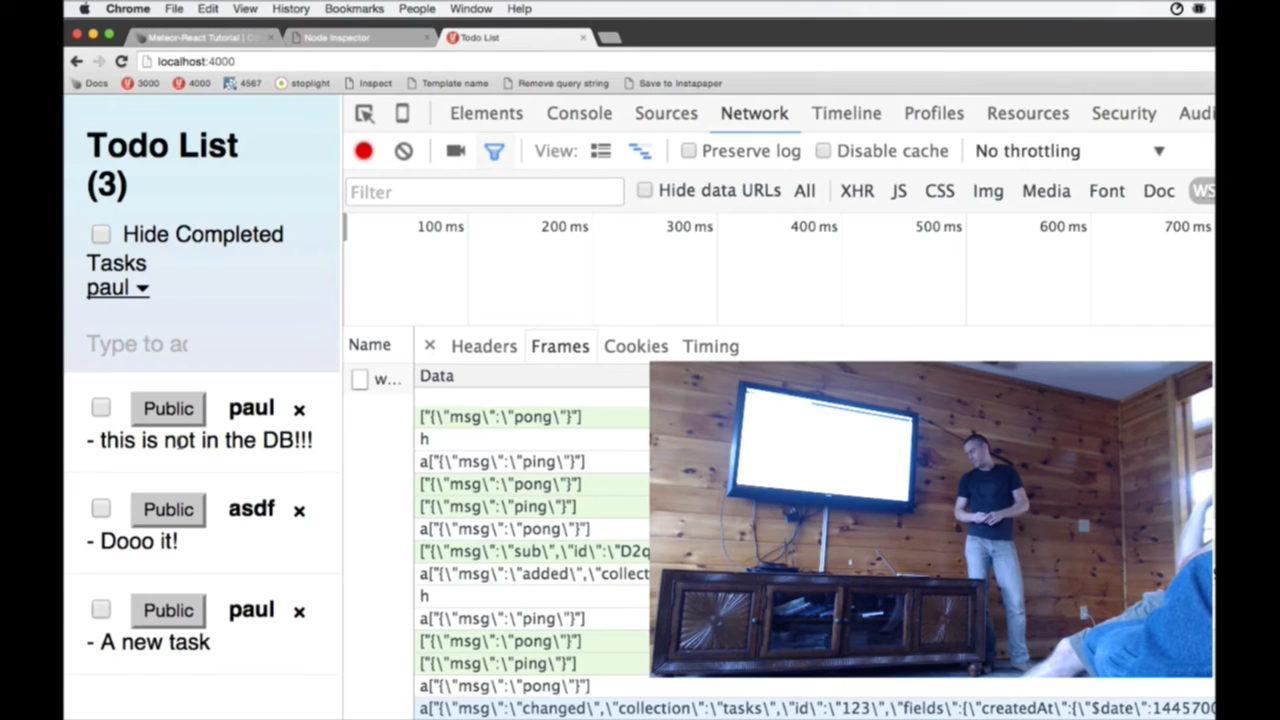 Chrome File Edit View History Bookmarks People Window Help
Meteor-React Tutorial | Node Inspector Todo List
localhost:4000
Docs 3000 4000 4567 stoplight Inspect Template name Remove query string Save to Instapaper
Todo List
(3)
Hide Completed
Tasks
paul
Type to ad
Public paul ×
- this is not in the DB!!!
Public asdf ×
- Dooo it!
Public paul ×
- A new task
Elements Console Sources Network Timeline Profiles Resources Security Audi
View: Preserve log Disable cache No throttling
Filter Hide data URLs All XHR JS CSS Img Media Font Doc WS
100 ms 200 ms 300 ms 400 ms 500 ms 600 ms 700 ms
Name × Headers Frames Cookies Timing
w... Data
["{\"msg\":\"pong\"}"]
h
a["{\"msg\":\"ping\"}"]
["{\"msg\":\"pong\"}"]
["{\"msg\":\"ping\"}"]
a["{\"msg\":\"pong\"}"]
["{\"msg\":\"sub\",\"id\":\"D2q
a["{\"msg\":\"added\",\"collect
h
a["{\"msg\":\"ping\"}"]
["{\"msg\":\"pong\"}"]
["{\"msg\":\"ping\"}"]
a["{\"msg\":\"pong\"}"]
a["{\"msg\":\"changed\",\"collection\":\"tasks\",\"id\":\"123\",\"fields\":{\"createdAt\":{\"$date\":1445700